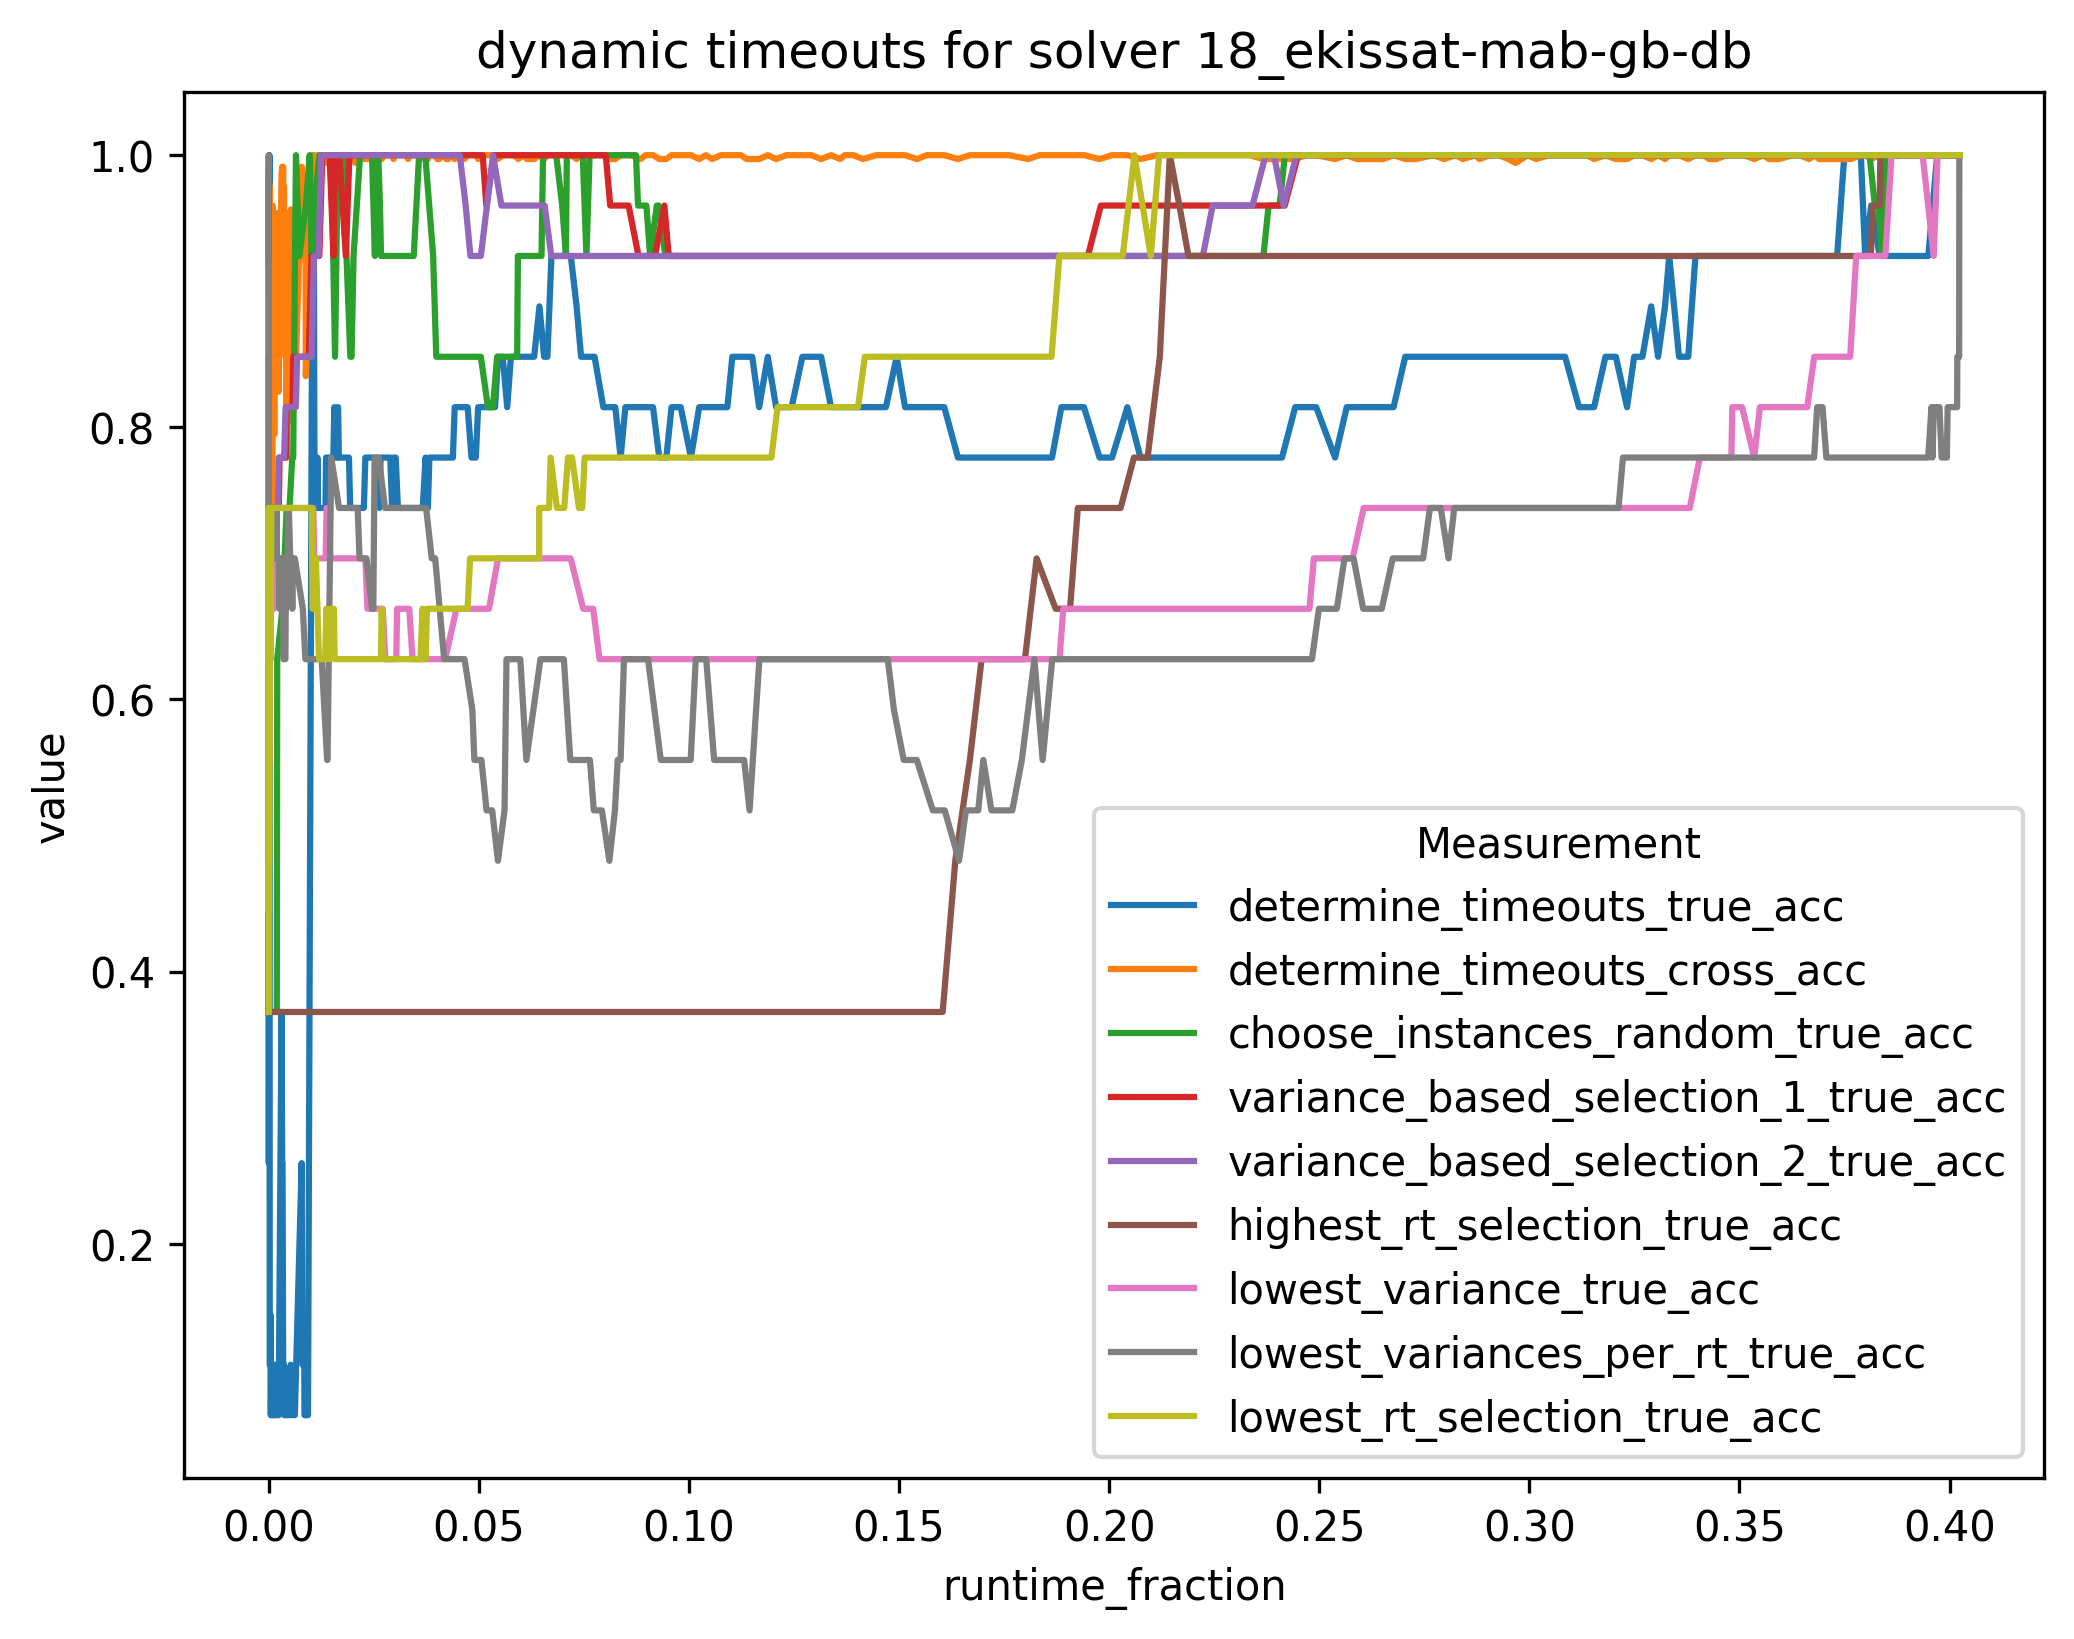 dynamic timeouts for solver 18_ekissat-mab-gb-db
1.0
0.8
0.6
0.4
0.2
value
Measurement
determine_timeouts_true_acc
determine_timeouts_cross_acc
choose_instances_random_true_acc
variance_based_selection_1_true_acc
variance_based_selection_2_true_acc
highest_rt_selection_true_acc
lowest_variance_true_acc
lowest_variances_per_rt_true_acc
lowest_rt_selection_true_acc
0.00 0.05 0.10 0.15 0.20 0.25 0.30 0.35 0.40
runtime_fraction